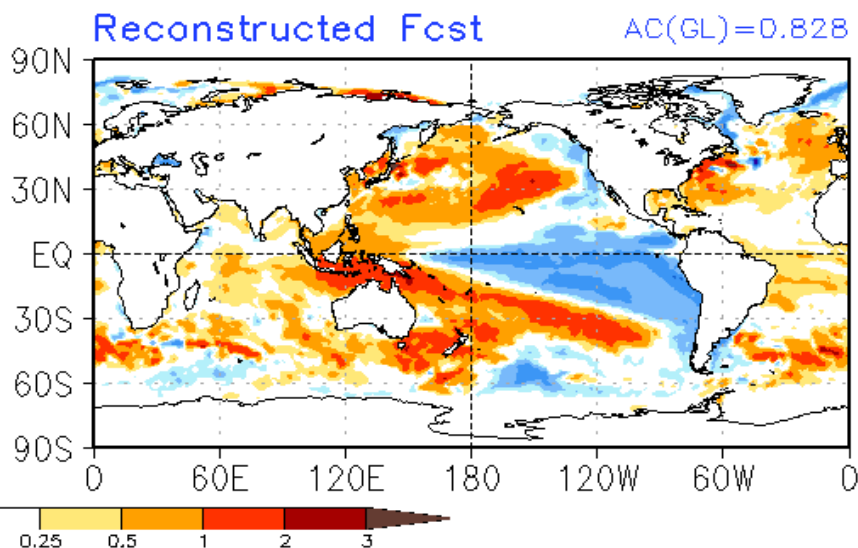 Reconstructed Fcst AC(GL)=0.828
90N
60N
30N
EQ
30S
60S
90S
0 60E 120E 180 120W 60W 0
0.25 0.5 1 2 3